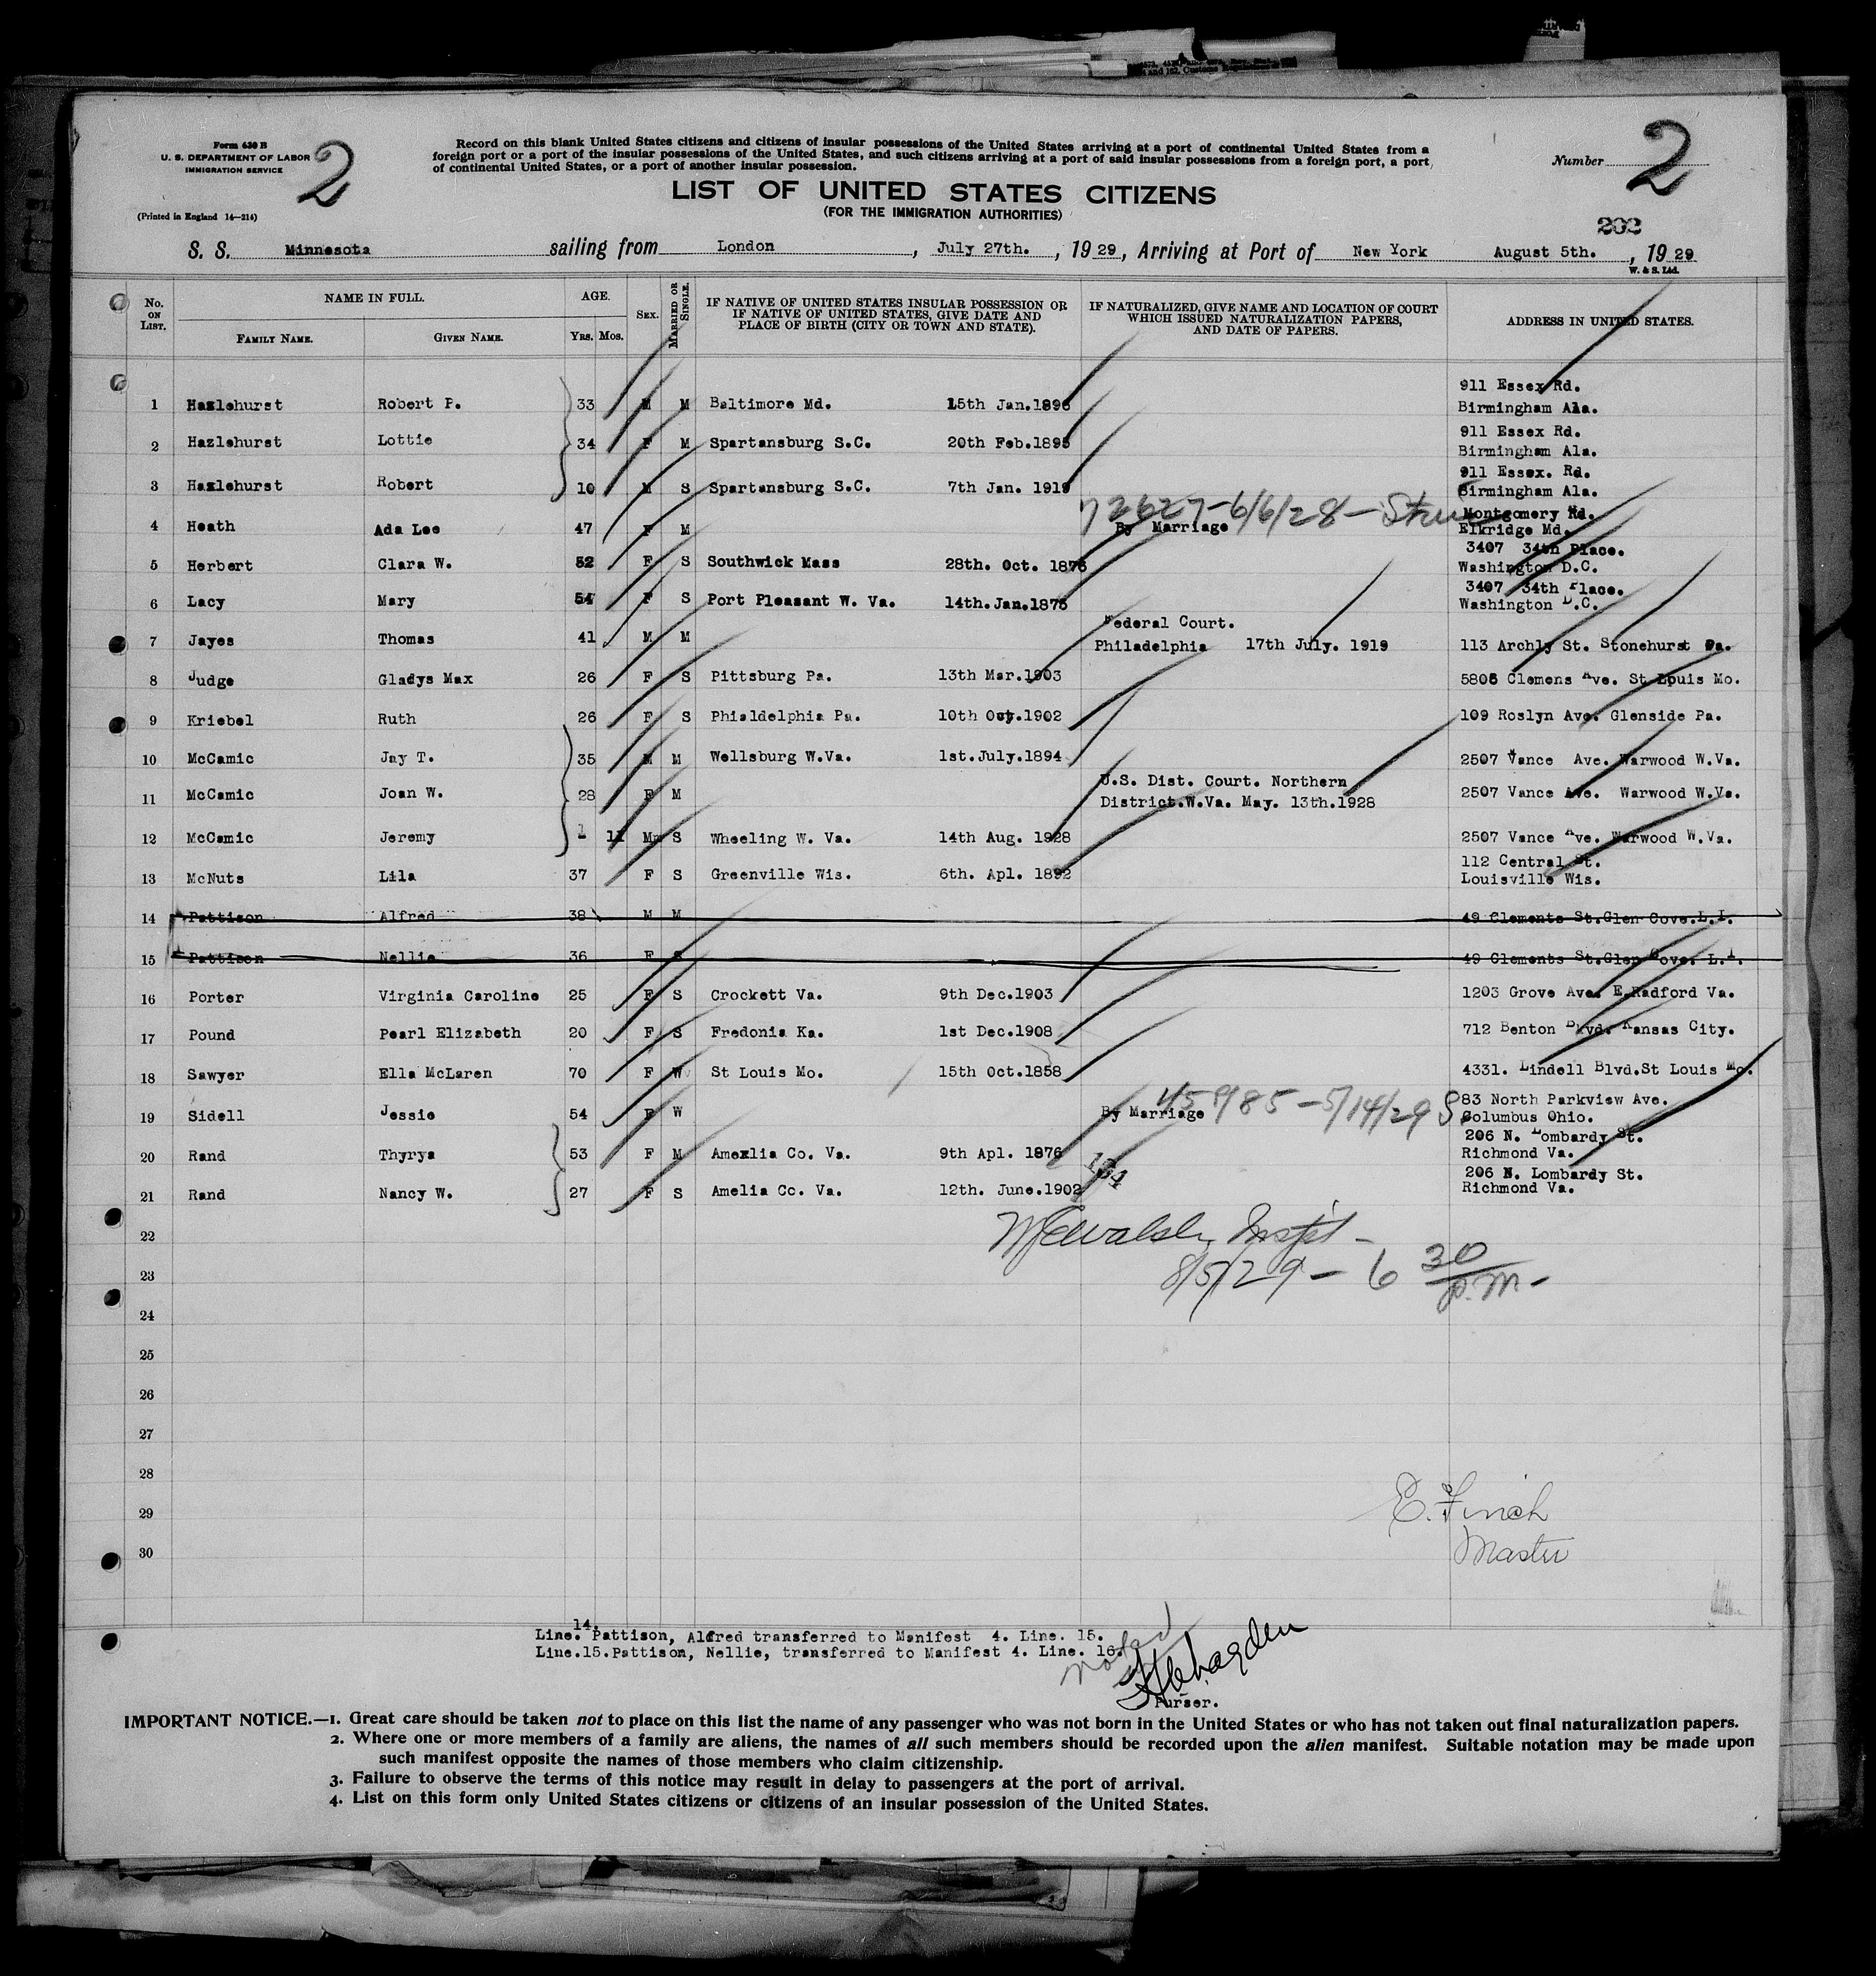 Form 630 B
U. S. DEPARTMENT OF LABOR
IMMIGRATION SERVICE
2
(Printed in England 14—214)
Record on this blank United States citizens and citizens of insular possessions of the United States arriving at a port of continental United States from a
foreign port or a port of the insular possessions of the United States, and such citizens arriving at a port of said insular possessions from a foreign port, a port
of continental United States, or a port of another insular possession.
Number 2
LIST OF UNITED STATES CITIZENS
(FOR THE IMMIGRATION AUTHORITIES)
202
S. S. Minnesota sailing from London, July 27th., 1929, Arriving at Port of New York August 5th., 1929
W. & S. Ltd.
No. ON LIST. NAME IN FULL. FAMILY NAME. GIVEN NAME. AGE. YRS. MOS. SEX. MARRIED OR SINGLE. IF NATIVE OF UNITED STATES INSULAR POSSESSION OR IF NATIVE OF UNITED STATES, GIVE DATE AND PLACE OF BIRTH (CITY OR TOWN AND STATE). IF NATURALIZED, GIVE NAME AND LOCATION OF COURT WHICH ISSUED NATURALIZATION PAPERS, AND DATE OF PAPERS. ADDRESS IN UNITED STATES.
1 Hazlehurst Robert P. 33 M M Baltimore Md. 15th Jan.1896 911 Essex Rd. Birmingham Ala.
2 Hazlehurst Lottie 34 F M Spartansburg S.C. 20th Feb.1895 911 Essex Rd. Birmingham Ala.
3 Hazlehurst Robert 10 M S Spartansburg S.C. 7th Jan. 1919 911 Essex. Rd. Birmingham Ala.
4 Heath Ada Lee 47 F M 72627-6/6/28- By Marriage Montgomery Rd. Elkridge Md.
5 Herbert Clara W. 52 F S Southwick Mass 28th. Oct. 1876 3407 34th Place. Washington D.C.
6 Lacy Mary 54 F S Port Pleasant W. Va. 14th.Jan.1875 3407 34th Place. Washington D.C.
7 Jayes Thomas 41 M M Federal Court. Philadelphia 17th July. 1919 113 Archly St. Stonehurst Pa.
8 Judge Gladys Max 26 F S Pittsburg Pa. 13th Mar.1903 5806 Clemens Ave. St Louis Mo.
9 Kriebel Ruth 26 F S Phialdelphia Pa. 10th Oct.1902 109 Roslyn Ave. Glenside Pa.
10 McCamic Jay T. 35 M M Wellsburg W.Va. 1st.July.1894 2507 Vance Ave. Warwood W.Va.
11 McCamic Joan W. 28 F M U.S. Dist. Court. Northern District.W.Va. May. 13th.1928 2507 Vance Ave. Warwood W.Va.
12 McCamic Jeremy 11 M S Wheeling W. Va. 14th Aug. 1928 2507 Vance Ave. Warwood W.Va.
13 McNuts Lila 37 F S Greenville Wis. 6th. Apl. 1892 112 Central St. Louisville Wis.
14 Pattison Alfred 38 M M 49 Clements St.Glen Cove.L.I.
15 Pattison Nellie 36 F S 49 Clements St.Glen Cove. L.I.
16 Porter Virginia Caroline 25 F S Crockett Va. 9th Dec.1903 1203 Grove Ave. E.Radford Va.
17 Pound Pearl Elizabeth 20 F S Fredonia Ka. 1st Dec.1908 712 Benton Blvd. Kansas City.
18 Sawyer Ella McLaren 70 F W St Louis Mo. 15th Oct.1858 4331. Lindell Blvd.St Louis Mo.
19 Sidell Jessie 54 F W By Marriage 83 North Parkview Ave. Columbus Ohio.
20 Rand Thyrya 53 F M Amexlia Co. Va. 9th Apl. 1876 206 N. Lombardy St. Richmond Va.
21 Rand Nancy W. 27 F S Amelia Co. Va. 12th. June.1902 206 N. Lombardy St. Richmond Va.
22
23 8/5/29 - 6 30 p.m-
24
25
26
27
28
29 E. Finch
30 Master
14.
Line. Pattison, Alfred transferred to Manifest 4. Line. 15.
Line.15.Pattison, Nellie, transferred to Manifest 4. Line. 16.
noted
Purser.
IMPORTANT NOTICE.—1. Great care should be taken not to place on this list the name of any passenger who was not born in the United States or who has not taken out final naturalization papers.
2. Where one or more members of a family are aliens, the names of all such members should be recorded upon the alien manifest. Suitable notation may be made upon
such manifest opposite the names of those members who claim citizenship.
3. Failure to observe the terms of this notice may result in delay to passengers at the port of arrival.
4. List on this form only United States citizens or citizens of an insular possession of the United States.